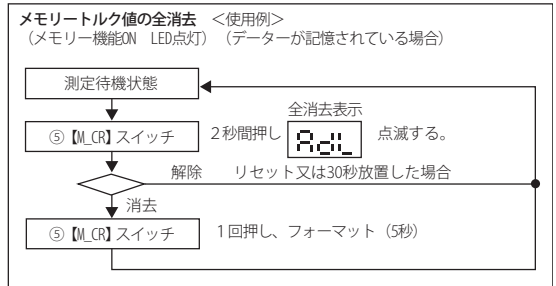 メモリートルク値の全消去 <使用例>
(メモリー機能ON LED点灯)(データーが記憶されている場合)
測定待機状態
全消去表示
⑤【M_CR】スイッチ 2秒間押し AdL 点滅する。
解除 リセット又は30秒放置した場合
消去
⑤【M_CR】スイッチ 1回押し、フォーマット(5秒)